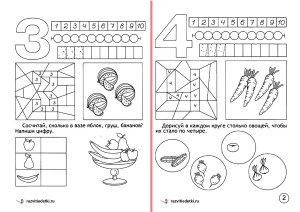 3
1 2 3 4 5 6 7 8 9 10
Сосчитай, сколько в вазе яблок, груш, бананов?
Напиши цифру.
razvitiedetki.ru
4
1 2 3 4 5 6 7 8 9 10
Дорисуй в каждом круге столько овощей, чтобы
их стало по четыре.
razvitiedetki.ru
2